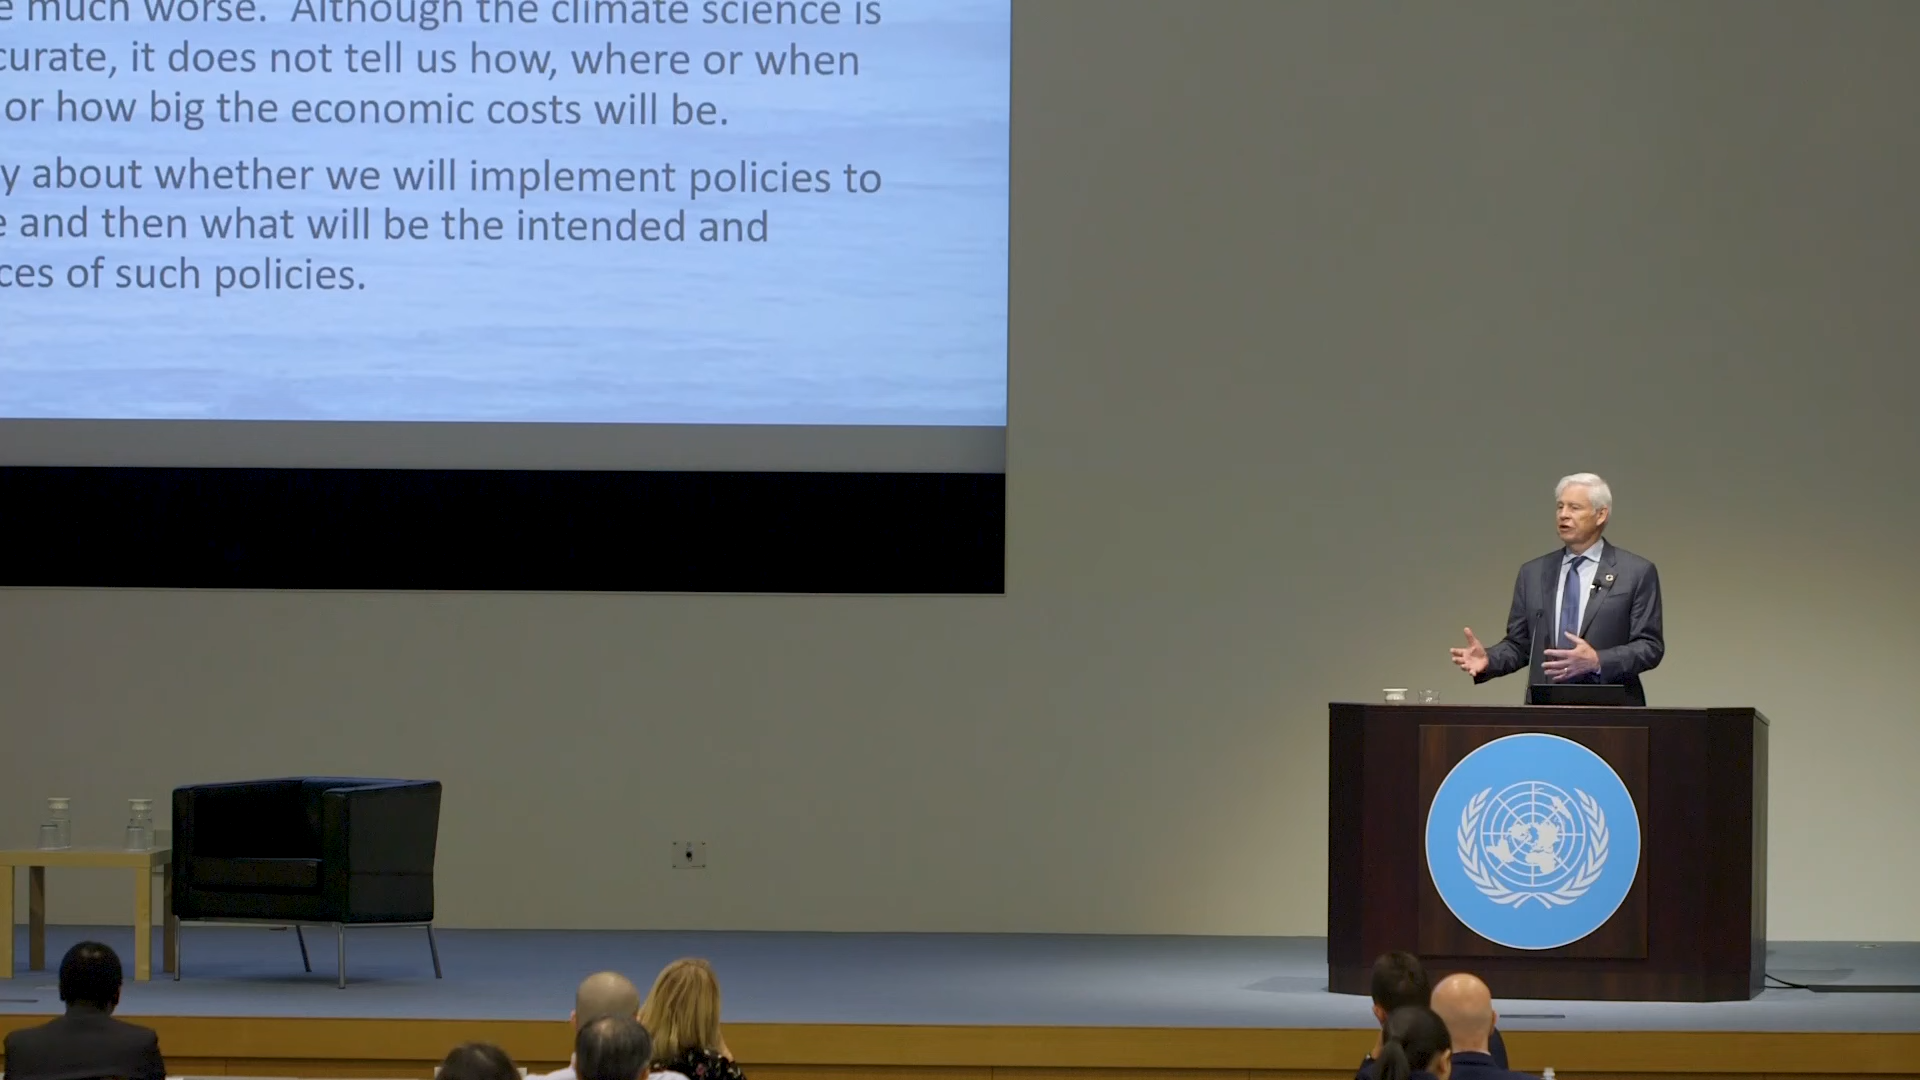 much worse.  Although the climate science is
it does not tell us how, where or when
or how big the economic costs will be.
about whether we will implement policies to
and then what will be the intended and
of such policies.